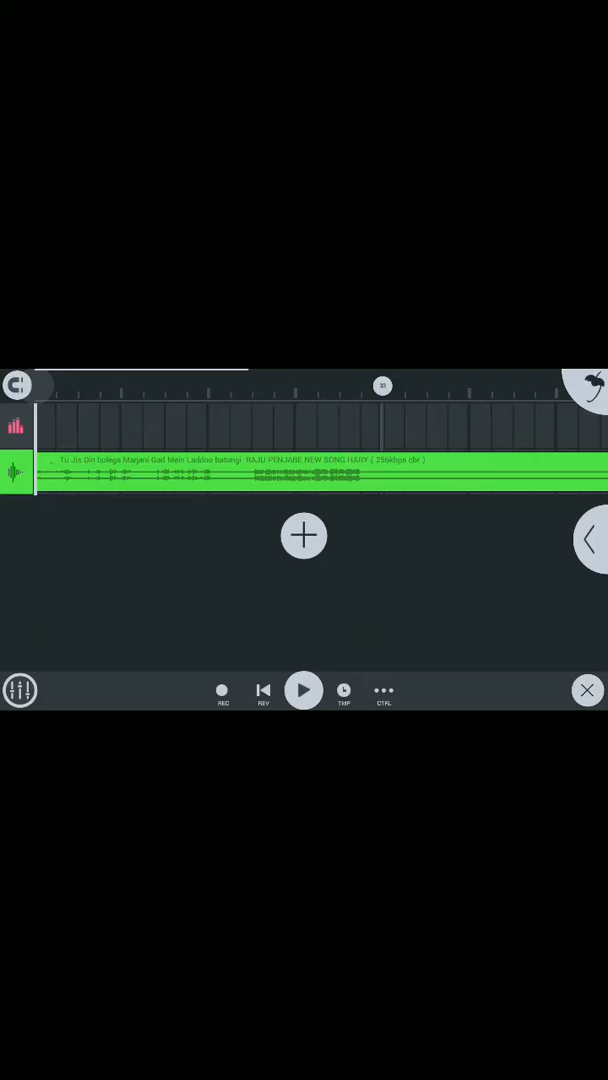 33
Tu Jis Din bulega Marjani Gad Mein Laddoo batungi RAJU PENJABE NEW SONG HARY ( 256kbps cbr )
REC
REV
TMP
CTRL